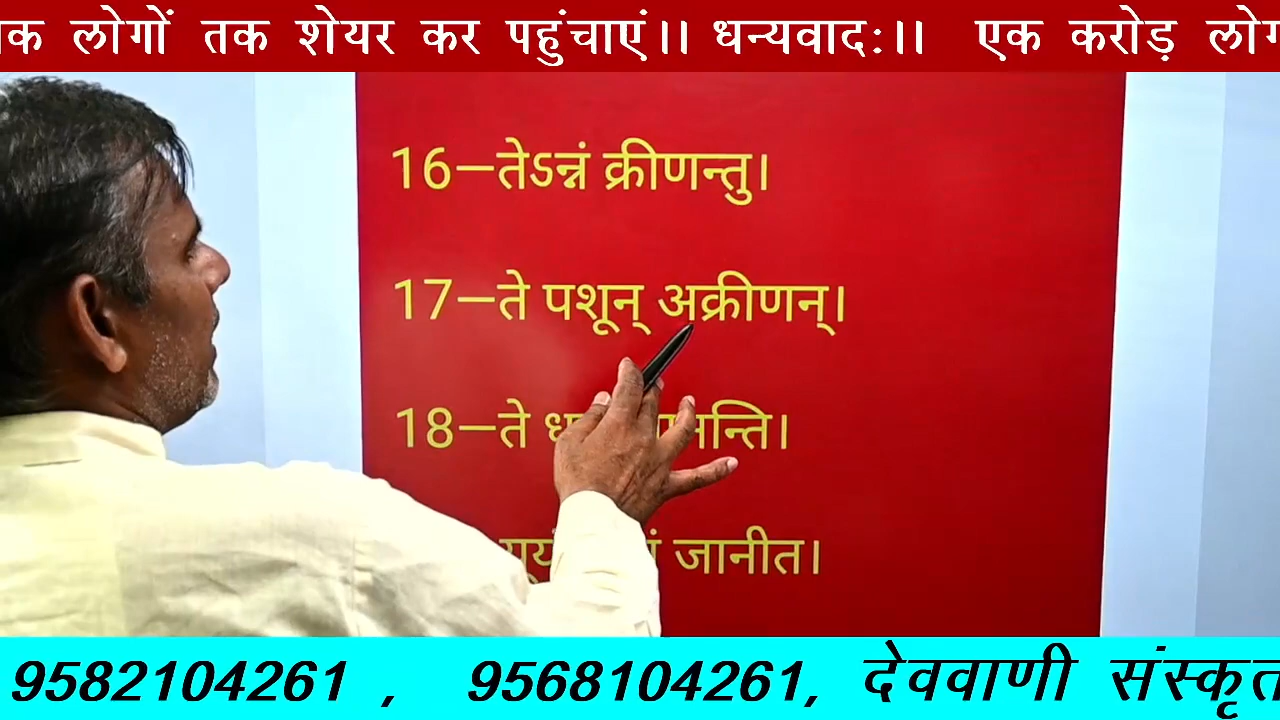 लोगों तक शेयर कर पहुंचाएं।। धन्यवादः।। एक करोड़
16—तेऽन्नं क्रीणन्तु।
17—ते पशून् अक्रीणन्।
18—ते
जानीत।
9582104261 , 9568104261, देववाणी संस्कृत